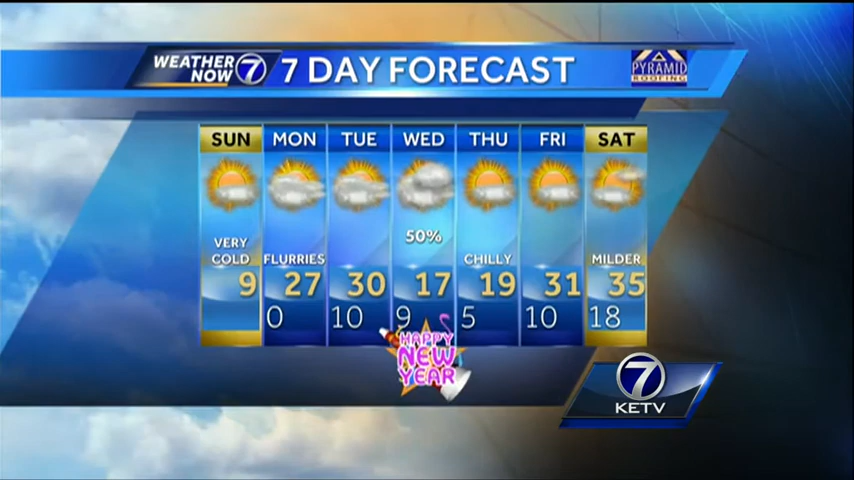 WEATHER
NOW 7
7 DAY FORECAST
PYRAMID
ROOFING
SUN MON TUE WED THU FRI SAT
50%
VERY
COLD FLURRIES CHILLY MILDER
9 27 30 17 19 31 35
0 10 9 5 10 18
HAPPY
NEW
YEAR
7
KETV